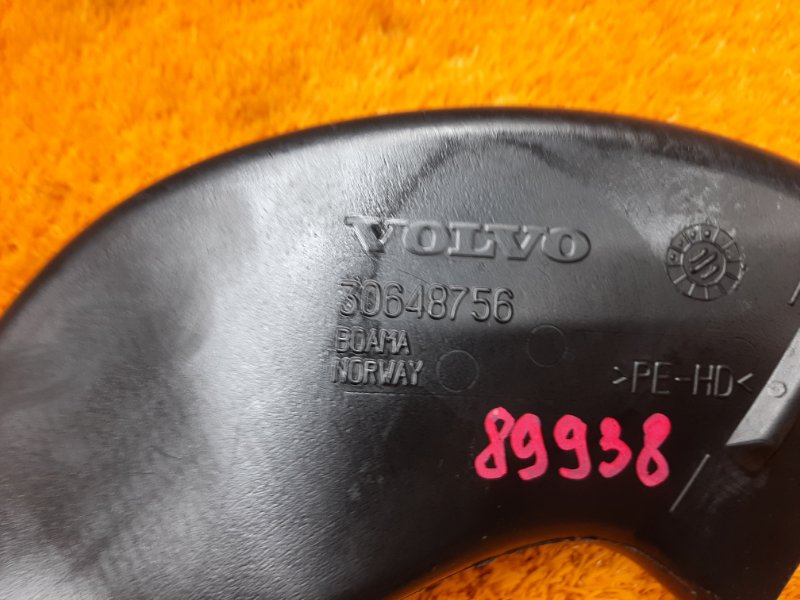 VOLVO
30648756
BOAMA
NORWAY
>PE-HD<
89938